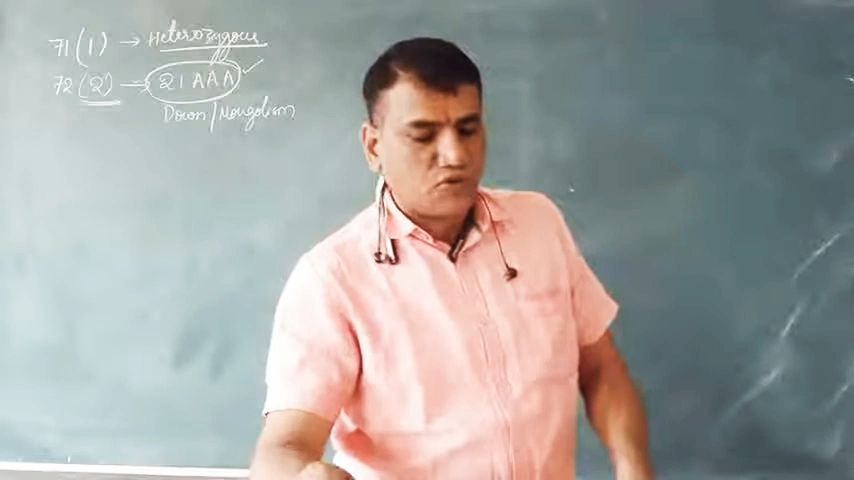 71 (1) → Heterozygous
72 (2) → 21 AAA ✓
Down / Mongolism